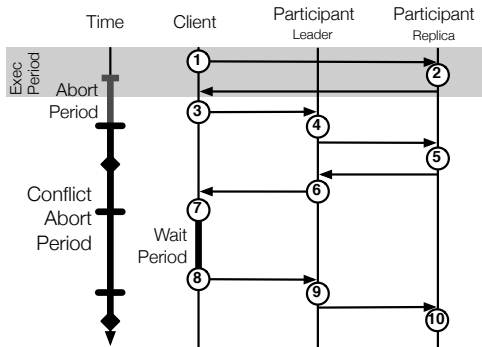 Time
Client
Participant
Leader
Participant
Replica
Exec
Period
1
2
Abort
Period
3
4
5
6
Conflict
Abort
Period
7
Wait
Period
8
9
10